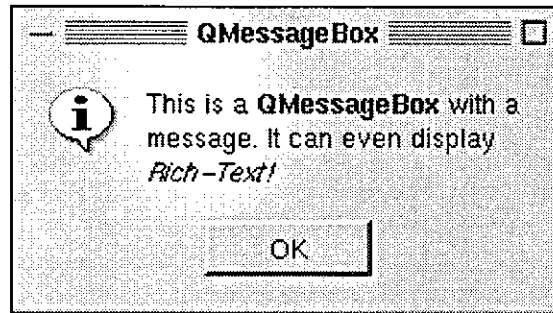 QMessageBox
This is a QMessageBox with a
message. It can even display
Rich-Text!
OK